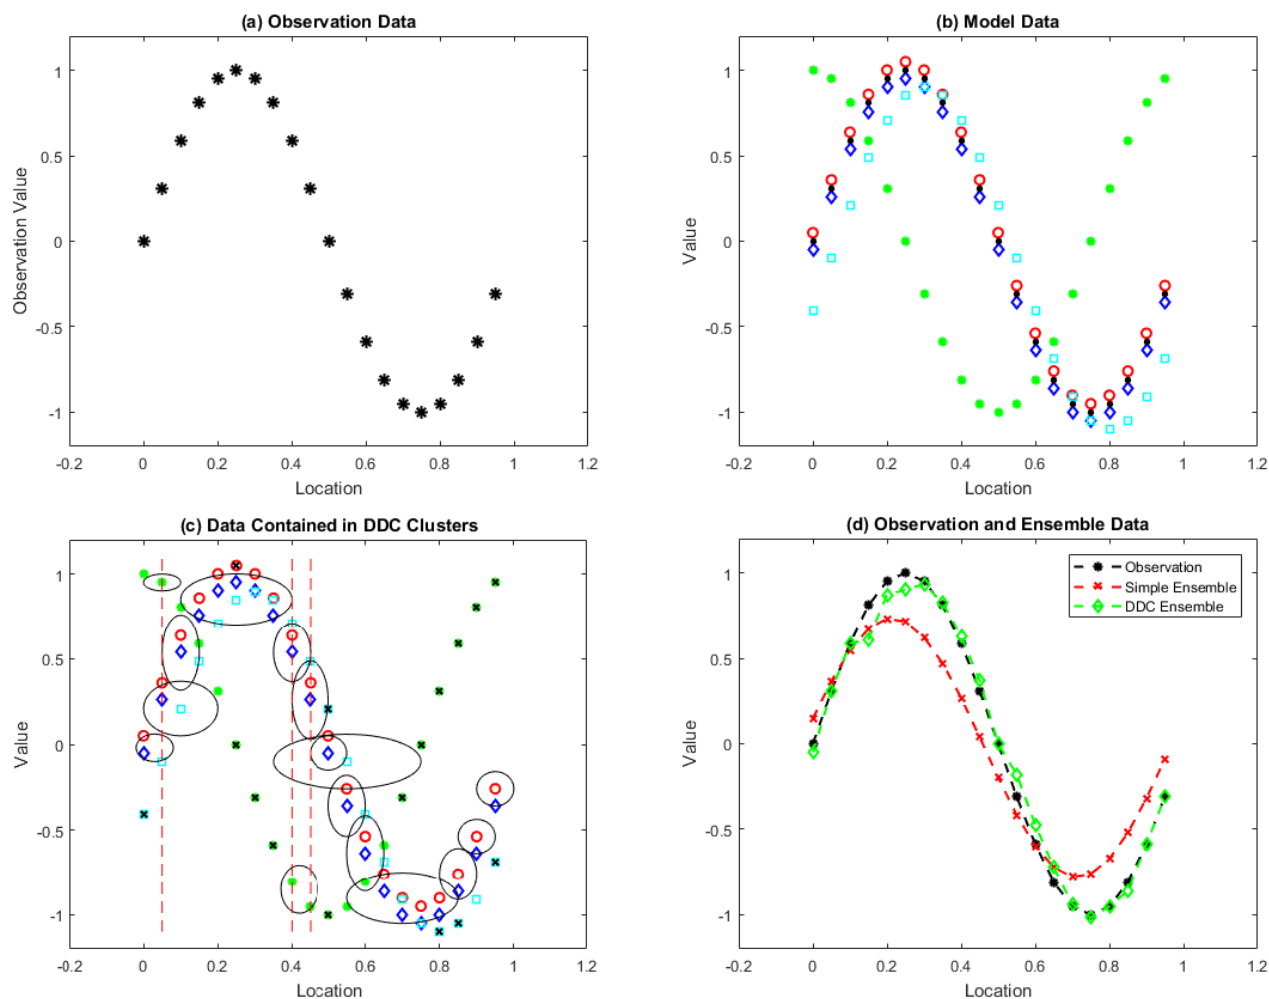 (a) Observation Data
1
0.5
0
-0.5
-1
Observation Value
-0.2 0 0.2 0.4 0.6 0.8 1 1.2
Location
(b) Model Data
1
0.5
0
-0.5
-1
Value
-0.2 0 0.2 0.4 0.6 0.8 1 1.2
Location
(c) Data Contained in DDC Clusters
1
0.5
0
-0.5
-1
Value
-0.2 0 0.2 0.4 0.6 0.8 1 1.2
Location
(d) Observation and Ensemble Data
Observation
Simple Ensemble
DDC Ensemble
1
0.5
0
-0.5
-1
Value
-0.2 0 0.2 0.4 0.6 0.8 1 1.2
Location